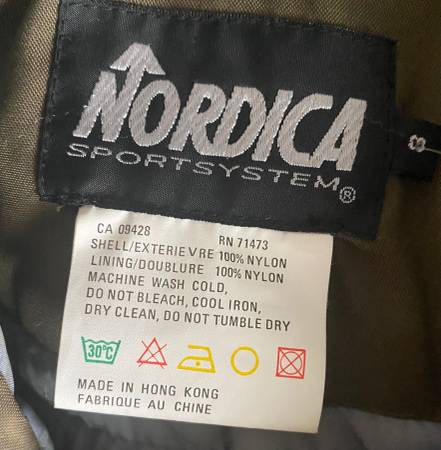 NORDICA
SPORTSYSTEM®
8
CA 09428 RN 71473
SHELL/EXTERIEVRE 100% NYLON
LINING/DOUBLURE 100% NYLON
MACHINE WASH COLD,
DO NOT BLEACH, COOL IRON,
DRY CLEAN, DO NOT TUMBLE DRY
30°C
MADE IN HONG KONG
FABRIQUE AU CHINE